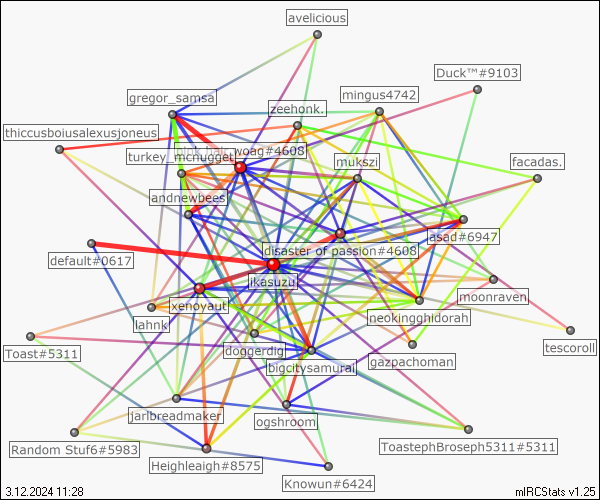 avelicious
Duck™#9103
gregor_samsa
mingus4742
zeehonk.
thiccusboiusalexusjoneus
woag#4608
turkey_mcnugget
mukszi
facadas.
andnewbees
asad#6947
disaster of passion#4608
default#0617
ikasuzu
moonraven
xenoyaut
lahnk
neokingghidorah
Toast#5311
doggerdig
gazpachoman
tescoroll
bigcitysamurai
jarlbreadmaker
ogshroom
Random Stuf6#5983
ToastephBroseph5311#5311
Heighleaigh#8575
Knowun#6424
3.12.2024 11:28
mIRCStats v1.25